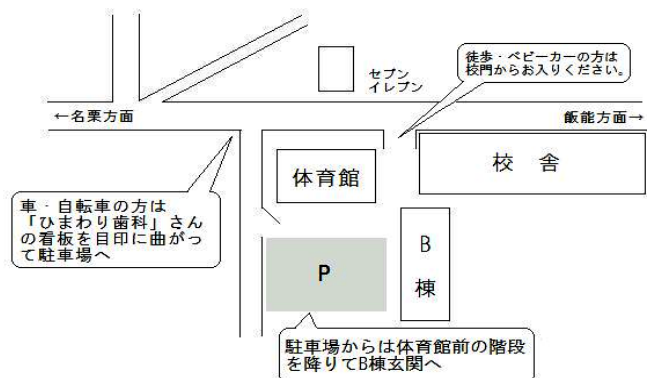 徒歩・ベビーカーの方は
校門からお入りください。
セブン
イレブン
←名栗方面
飯能方面→
体育館
校 舎
車・自転車の方は
「ひまわり歯科」さん
の看板を目印に曲がっ
て駐車場へ
B
棟
P
駐車場からは体育館前の階段
を降りてB棟玄関へ